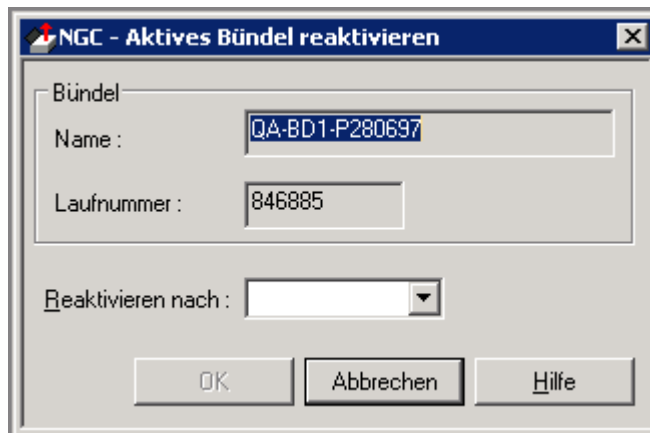 NGC - Aktives Bündel reaktivieren
Bündel
Name :
QA-BD1-P280697
Laufnummer :
846885
Reaktivieren nach :
OK
Abbrechen
Hilfe